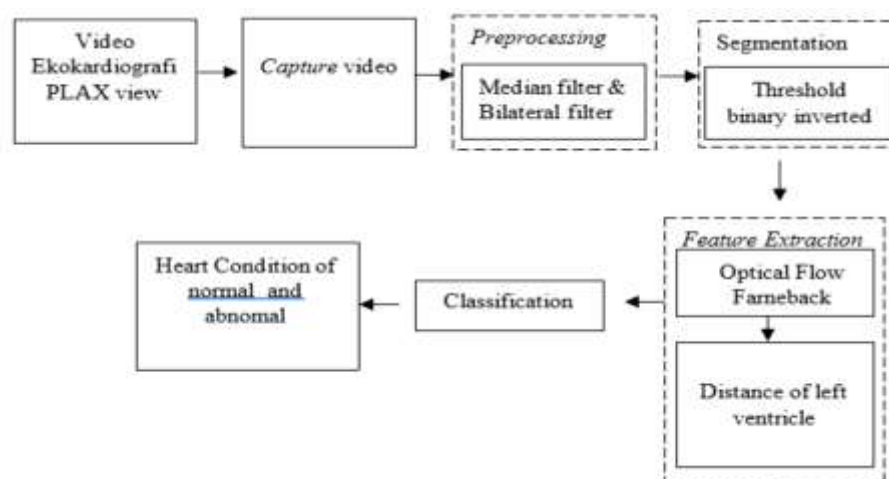 Video
Ekokardiografi
PLAX view
Capture video
Preprocessing
Median filter &
Bilateral filter
Segmentation
Threshold
binary inverted
Feature Extraction
Optical Flow
Farneback
Distance of left
ventricle
Classification
Heart Condition of
normal and
abnomal